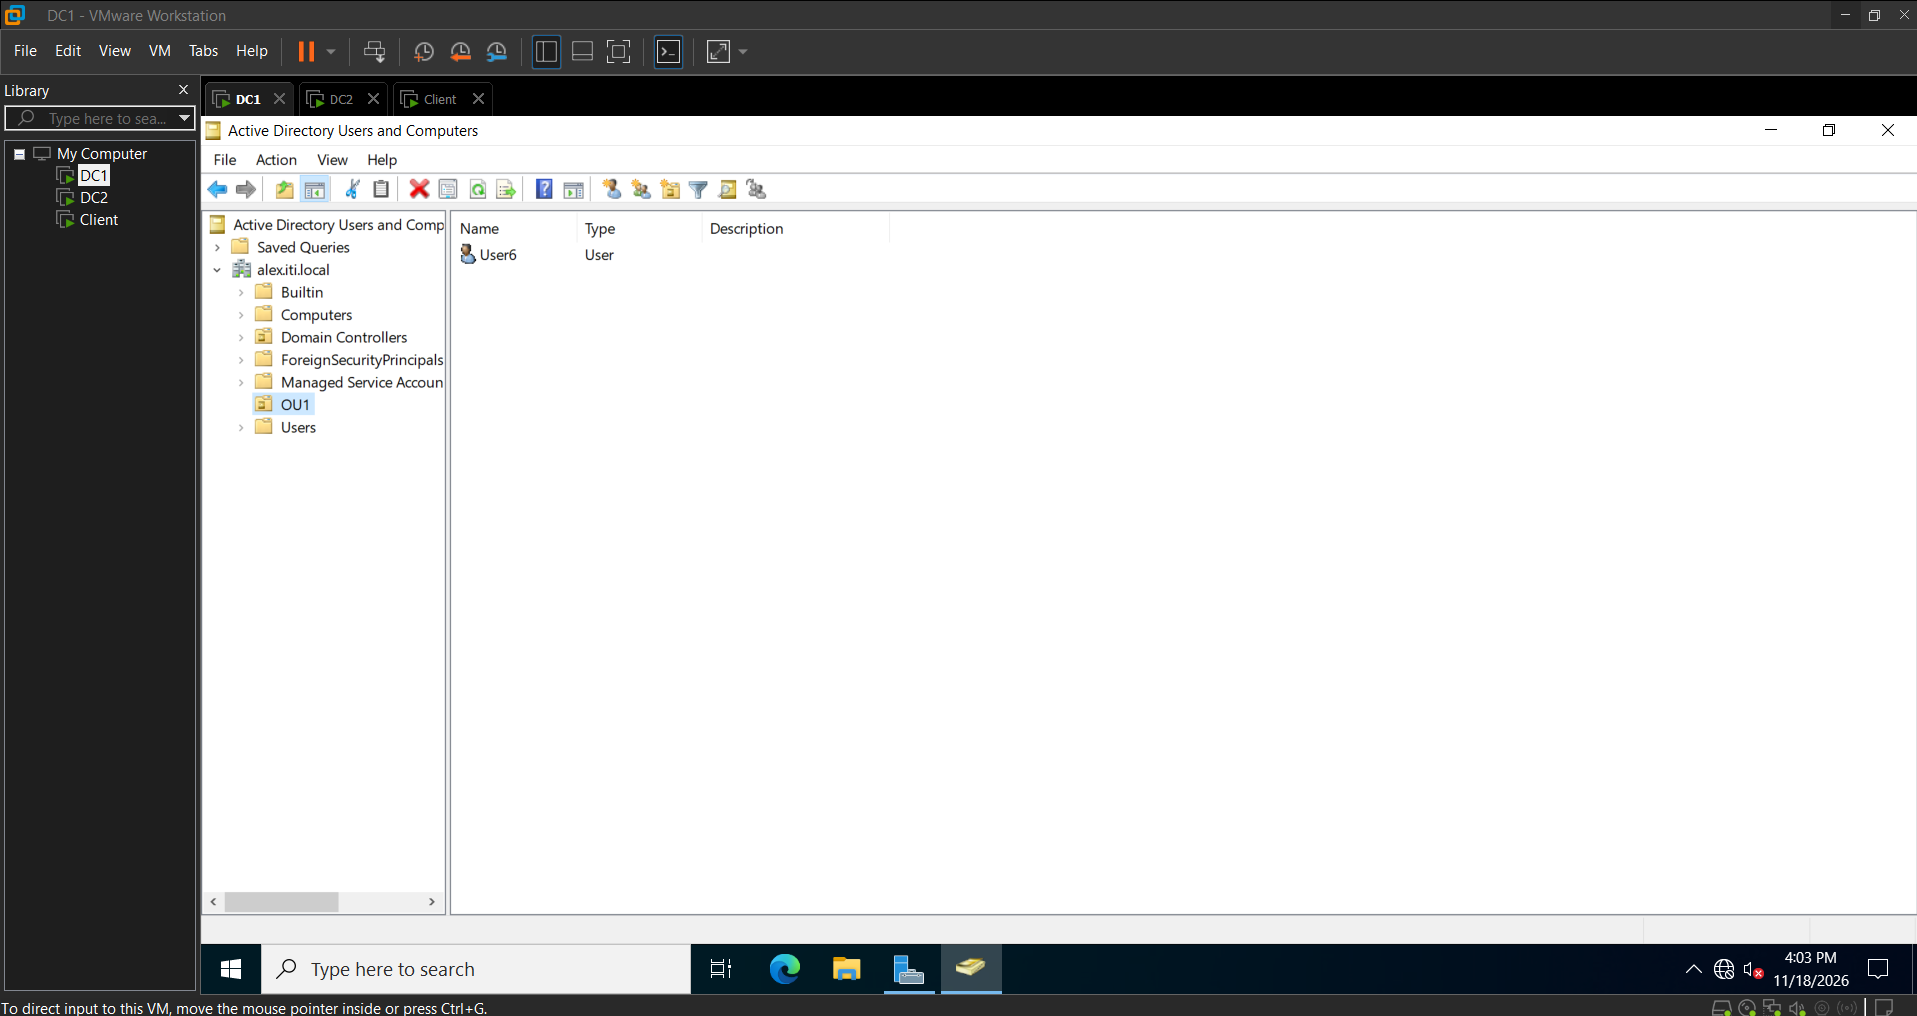 DC1 - VMware Workstation
File Edit View VM Tabs Help
Library
Type here to sea...
My Computer
DC1
DC2
Client
DC1 DC2 Client
Active Directory Users and Computers
File Action View Help
Active Directory Users and Comp
Saved Queries
alex.iti.local
Builtin
Computers
Domain Controllers
ForeignSecurityPrincipals
Managed Service Accoun
OU1
Users
Name Type Description
User6 User
Type here to search
4:03 PM
11/18/2026
To direct input to this VM, move the mouse pointer inside or press Ctrl+G.